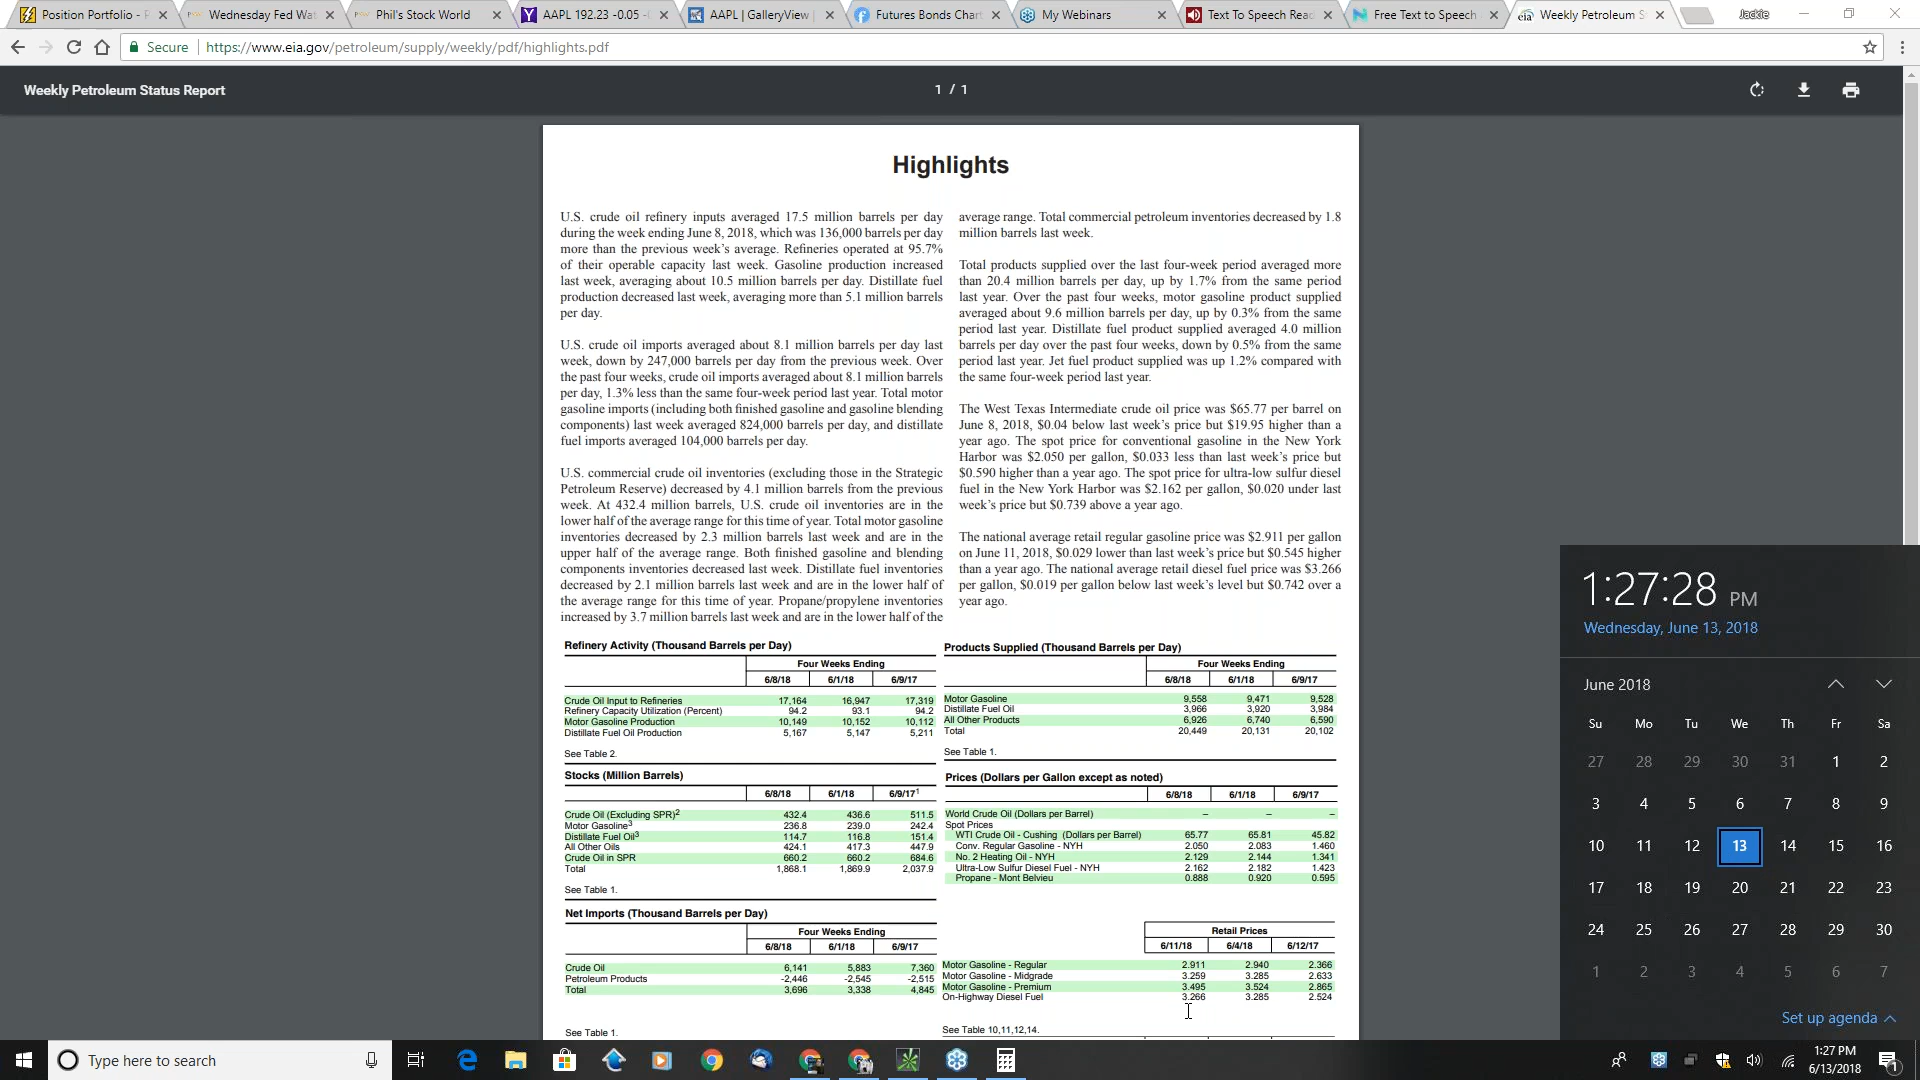 Position Portfolio - P
Wednesday Fed Wat
Phil's Stock World
AAPL 192.23 -0.05 -
AAPL | GalleryView
Futures Bonds Char
My Webinars
Text To Speech Read
Free Text to Speech
eia Weekly Petroleum S
Jackie
Secure
https://www.eia.gov/petroleum/supply/weekly/pdf/highlights.pdf
Weekly Petroleum Status Report
1 / 1
Highlights
U.S. crude oil refinery inputs averaged 17.5 million barrels per day
during the week ending June 8, 2018, which was 136,000 barrels per day
more than the previous week’s average. Refineries operated at 95.7%
of their operable capacity last week. Gasoline production increased
last week, averaging about 10.5 million barrels per day. Distillate fuel
production decreased last week, averaging more than 5.1 million barrels
per day.
U.S. crude oil imports averaged about 8.1 million barrels per day last
week, down by 247,000 barrels per day from the previous week. Over
the past four weeks, crude oil imports averaged about 8.1 million barrels
per day, 1.3% less than the same four-week period last year. Total motor
gasoline imports (including both finished gasoline and gasoline blending
components) last week averaged 824,000 barrels per day, and distillate
fuel imports averaged 104,000 barrels per day.
U.S. commercial crude oil inventories (excluding those in the Strategic
Petroleum Reserve) decreased by 4.1 million barrels from the previous
week. At 432.4 million barrels, U.S. crude oil inventories are in the
lower half of the average range for this time of year. Total motor gasoline
inventories decreased by 2.3 million barrels last week and are in the
upper half of the average range. Both finished gasoline and blending
components inventories decreased last week. Distillate fuel inventories
decreased by 2.1 million barrels last week and are in the lower half of
the average range for this time of year. Propane/propylene inventories
increased by 3.7 million barrels last week and are in the lower half of the
average range. Total commercial petroleum inventories decreased by 1.8
million barrels last week.
Total products supplied over the last four-week period averaged more
than 20.4 million barrels per day, up by 1.7% from the same period
last year. Over the past four weeks, motor gasoline product supplied
averaged about 9.6 million barrels per day, up by 0.3% from the same
period last year. Distillate fuel product supplied averaged 4.0 million
barrels per day over the past four weeks, down by 0.5% from the same
period last year. Jet fuel product supplied was up 1.2% compared with
the same four-week period last year.
The West Texas Intermediate crude oil price was $65.77 per barrel on
June 8, 2018, $0.04 below last week’s price but $19.95 higher than a
year ago. The spot price for conventional gasoline in the New York
Harbor was $2.050 per gallon, $0.033 less than last week’s price but
$0.590 higher than a year ago. The spot price for ultra-low sulfur diesel
fuel in the New York Harbor was $2.162 per gallon, $0.020 under last
week’s price but $0.739 above a year ago.
The national average retail regular gasoline price was $2.911 per gallon
on June 11, 2018, $0.029 lower than last week’s price but $0.545 higher
than a year ago. The national average retail diesel fuel price was $3.266
per gallon, $0.019 per gallon below last week’s level but $0.742 over a
year ago.
Refinery Activity (Thousand Barrels per Day)
Four Weeks Ending
6/8/18 6/1/18 6/9/17
Crude Oil Input to Refineries 17,164 16,947 17,319
Refinery Capacity Utilization (Percent) 94.2 93.1 94.2
Motor Gasoline Production 10,149 10,152 10,112
Distillate Fuel Oil Production 5,167 5,147 5,211
See Table 2.
Stocks (Million Barrels)
6/8/18 6/1/18 6/9/17¹
Crude Oil (Excluding SPR)² 432.4 436.6 511.5
Motor Gasoline³ 236.8 239.0 242.4
Distillate Fuel Oil³ 114.7 116.8 151.4
All Other Oils 424.1 417.3 447.9
Crude Oil in SPR 660.2 660.2 684.6
Total 1,868.1 1,869.9 2,037.9
See Table 1.
Net Imports (Thousand Barrels per Day)
Four Weeks Ending
6/8/18 6/1/18 6/9/17
Crude Oil 6,141 5,883 7,360
Petroleum Products -2,446 -2,545 -2,515
Total 3,696 3,338 4,845
See Table 1.
Products Supplied (Thousand Barrels per Day)
Four Weeks Ending
6/8/18 6/1/18 6/9/17
Motor Gasoline 9,558 9,471 9,528
Distillate Fuel Oil 3,966 3,920 3,984
All Other Products 6,926 6,740 6,590
Total 20,449 20,131 20,102
See Table 1.
Prices (Dollars per Gallon except as noted)
6/8/18 6/1/18 6/9/17
World Crude Oil (Dollars per Barrel) – – –
Spot Prices
WTI Crude Oil - Cushing (Dollars per Barrel) 65.77 65.81 45.82
Conv. Regular Gasoline - NYH 2.050 2.083 1.460
No. 2 Heating Oil - NYH 2.129 2.144 1.341
Ultra-Low Sulfur Diesel Fuel - NYH 2.162 2.182 1.423
Propane - Mont Belvieu 0.888 0.920 0.595
Retail Prices
6/11/18 6/4/18 6/12/17
Motor Gasoline - Regular 2.911 2.940 2.366
Motor Gasoline - Midgrade 3.259 3.285 2.633
Motor Gasoline - Premium 3.495 3.524 2.865
On-Highway Diesel Fuel 3.266 3.285 2.524
See Table 10,11,12,14.
1:27:28 PM
Wednesday, June 13, 2018
June 2018
Su Mo Tu We Th Fr Sa
27 28 29 30 31 1 2
3 4 5 6 7 8 9
10 11 12 13 14 15 16
17 18 19 20 21 22 23
24 25 26 27 28 29 30
1 2 3 4 5 6 7
Set up agenda
Type here to search
1:27 PM
6/13/2018
1